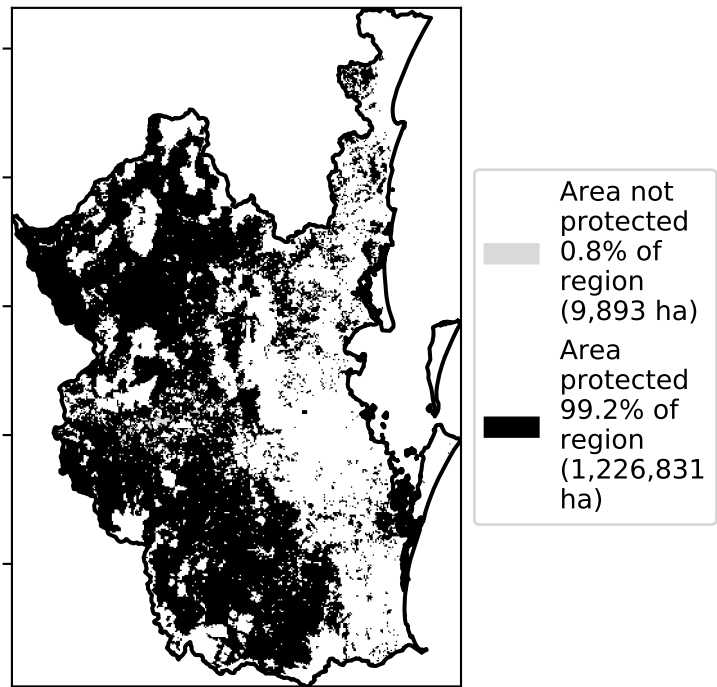 Area not
protected
0.8% of
region
(9,893 ha)
Area
protected
99.2% of
region
(1,226,831
ha)